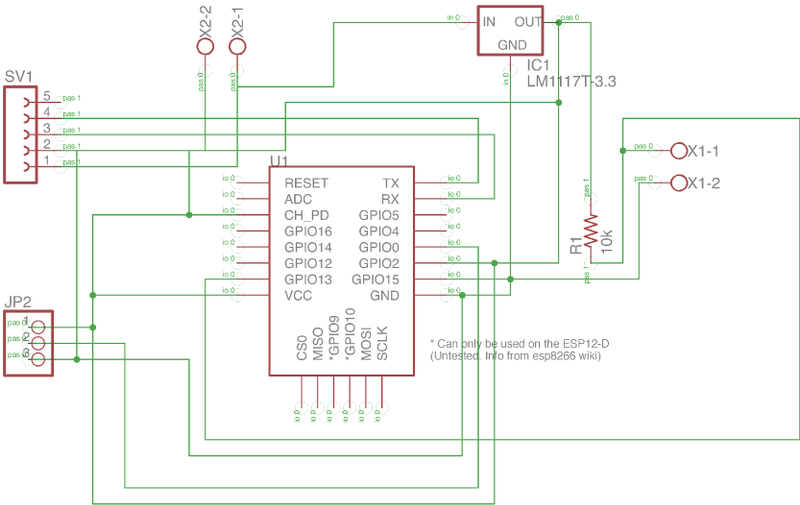 X2-2
X2-1
pas 0
pas 0
in 0
IN
OUT
GND
pas 0
in 0
IC1
LM1117T-3.3
SV1
5
4
3
2
1
pas 1
pas 1
pas 1
pas 1
pas 1
U1
io 0
io 0
io 0
io 0
io 0
io 0
io 0
io 0
RESET
ADC
CH_PD
GPIO16
GPIO14
GPIO12
GPIO13
VCC
TX
RX
GPIO5
GPIO4
GPIO0
GPIO2
GPIO15
GND
io 0
io 0
io 0
io 0
io 0
io 0
io 0
io 0
CS0
MISO
*GPIO9
*GPIO10
MOSI
SCLK
io 0
io 0
io 0
io 0
io 0
io 0
pas 1
R1
10k
pas 1
pas 0
X1-1
pas 0
X1-2
JP2
pas 0
1
pas 0
2
pas 0
3
* Can only be used on the ESP12-D
(Untested. Info from esp8266 wiki)